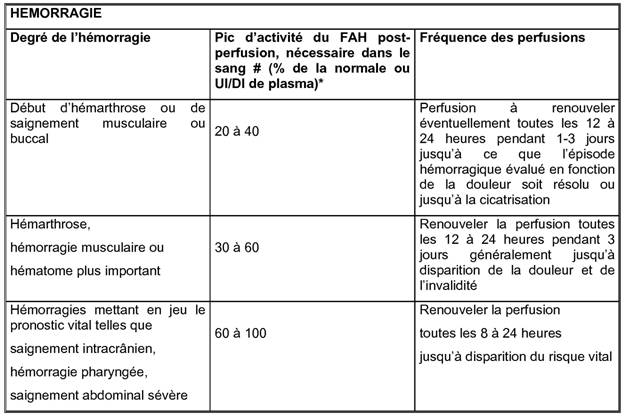 HEMORRAGIE
Degré de l’hémorragie
Pic d’activité du FAH post-
perfusion, nécessaire dans le
sang # (% de la normale ou
UI/Dl de plasma)*
Fréquence des perfusions
Début d’hémarthrose ou de
saignement musculaire ou
buccal
20 à 40
Perfusion à renouveler
éventuellement toutes les 12 à
24 heures pendant 1-3 jours
jusqu’à ce que l’épisode
hémorragique évalué en fonction
de la douleur soit résolu ou
jusqu’à la cicatrisation
Hémarthrose,
hémorragie musculaire ou
hématome plus important
30 à 60
Renouveler la perfusion toutes
les 12 à 24 heures pendant 3
jours généralement jusqu’à
disparition de la douleur et de
l’invalidité
Hémorragies mettant en jeu le
pronostic vital telles que
saignement intracrânien,
hémorragie pharyngée,
saignement abdominal sévère
60 à 100
Renouveler la perfusion
toutes les 8 à 24 heures
jusqu’à disparition du risque vital